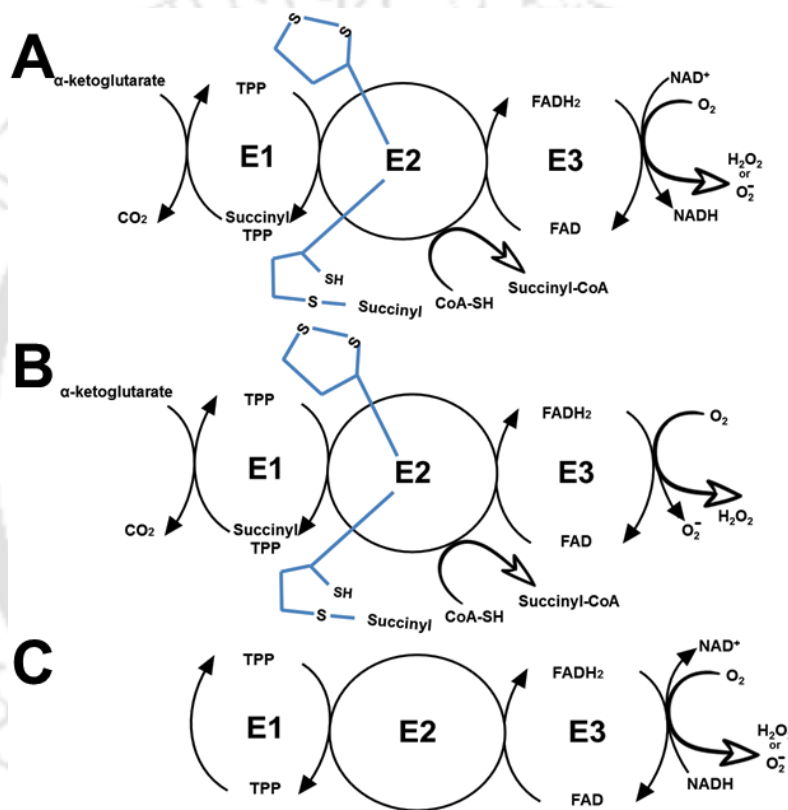 A
α-ketoglutarate
TPP
S
S
E1
E2
CO₂
Succinyl
TPP
SH
S
Succinyl
CoA-SH
Succinyl-CoA
FADH₂
E3
FAD
NAD⁺
O₂
H₂O₂
or
O₂⁻
NADH
B
α-ketoglutarate
TPP
S
S
E1
E2
CO₂
Succinyl
TPP
SH
S
Succinyl
CoA-SH
Succinyl-CoA
FADH₂
E3
FAD
O₂
H₂O₂
O₂⁻
C
TPP
E1
TPP
E2
FADH₂
E3
FAD
NAD⁺
O₂
H₂O
or
O₂⁻
NADH